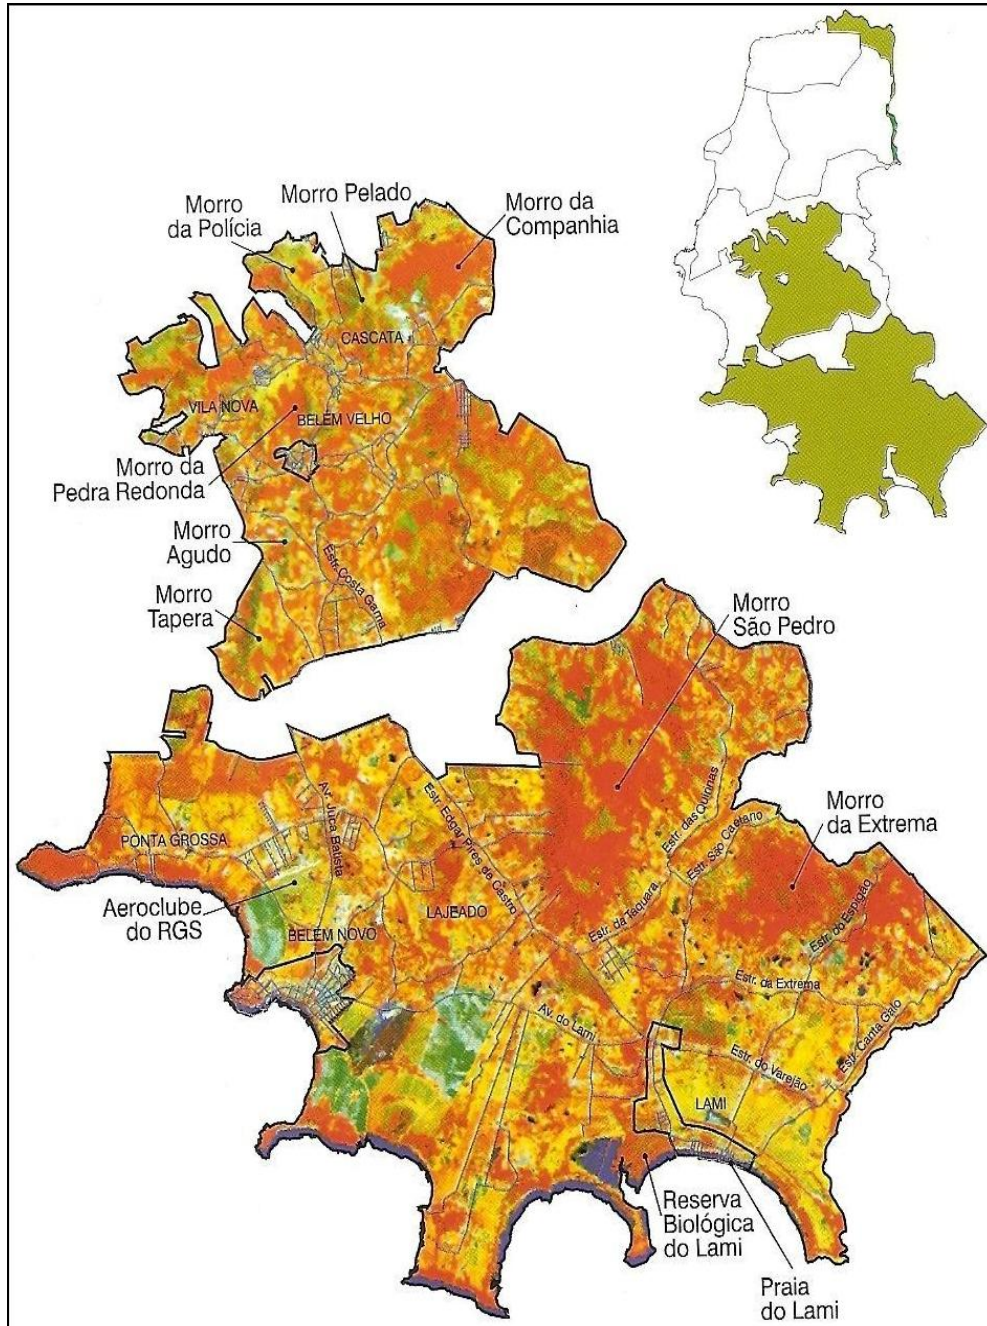 Morro
da Polícia
Morro Pelado
Morro da
Companhia
CASCATA
VILA NOVA
BELÉM VELHO
Morro da
Pedra Redonda
Morro
Agudo
Estr. Costa Gama
Morro
Tapera
Morro
São Pedro
Av. Juca Batista
Estr. Edgar Pires de Castro
Estr. das Quirinas
Estr. São Caetano
Morro
da Extrema
PONTA GROSSA
Aeroclube
do RGS
LAJEADO
BELÉM NOVO
Estr. da Taquara
Estr. do Espigão
Estr. da Extrema
Av. do Lami
Estr. Canta Galo
Estr. do Varejão
LAMI
Reserva
Biológica
do Lami
Praia
do Lami